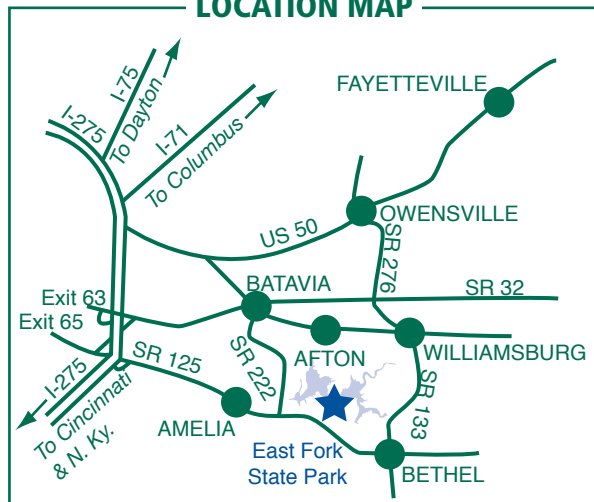 LOCATION MAP
I-75
To Dayton
I-275
I-71
To Columbus
FAYETTEVILLE
OWENSVILLE
US 50
SR 276
BATAVIA
SR 32
Exit 63
Exit 65
SR 125
SR 222
AFTON
WILLIAMSBURG
I-275
To Cincinnati
& N. Ky.
AMELIA
SR 133
East Fork
State Park
BETHEL